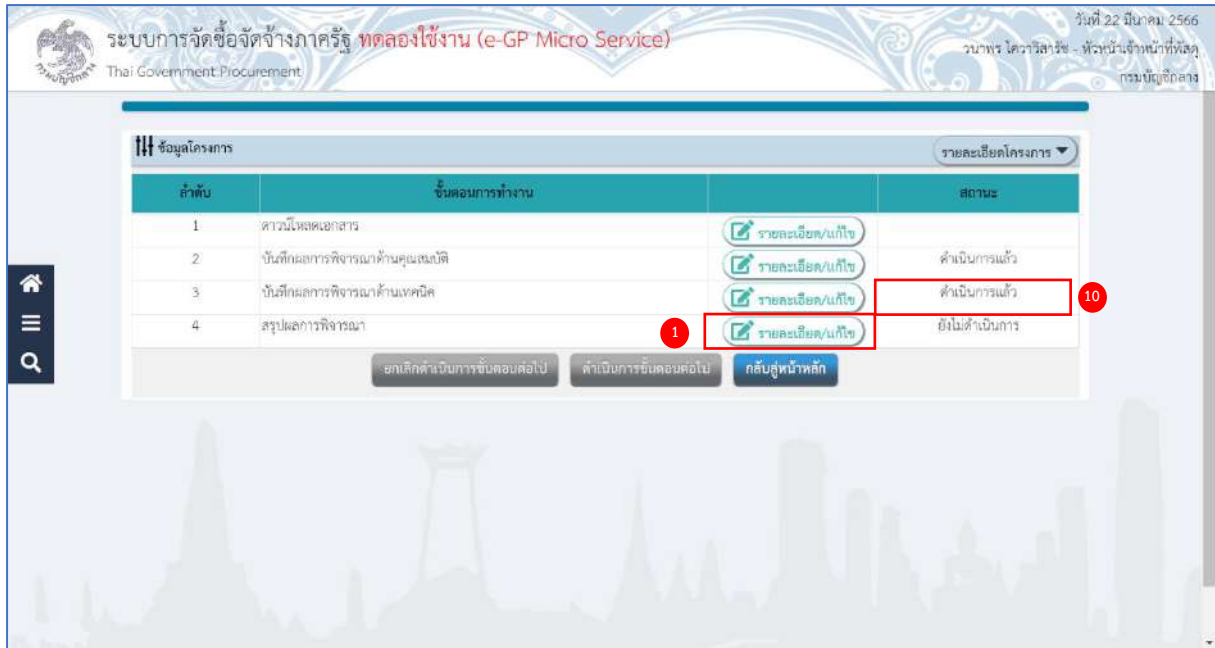 วันที่ 22 มีนาคม 2566
ระบบการจัดซื้อจัดจ้างภาครัฐ ทดลองใช้งาน (e-GP Micro Service)
วนาพร โควาวิสารัช - หัวหน้าเจ้าหน้าที่พัสดุ
Thai Government Procurement
กรมบัญชีกลาง
ข้อมูลโครงการ
รายละเอียดโครงการ
ลำดับ ขั้นตอนการทำงาน สถานะ
1 ดาวน์โหลดเอกสาร รายละเอียด/แก้ไข
2 บันทึกผลการพิจารณาด้านคุณสมบัติ รายละเอียด/แก้ไข ดำเนินการแล้ว
3 บันทึกผลการพิจารณาด้านเทคนิค รายละเอียด/แก้ไข ดำเนินการแล้ว 10
4 สรุปผลการพิจารณา 1 รายละเอียด/แก้ไข ยังไม่ดำเนินการ
ยกเลิกดำเนินการขั้นตอนต่อไป ดำเนินการขั้นตอนต่อไป กลับสู่หน้าหลัก